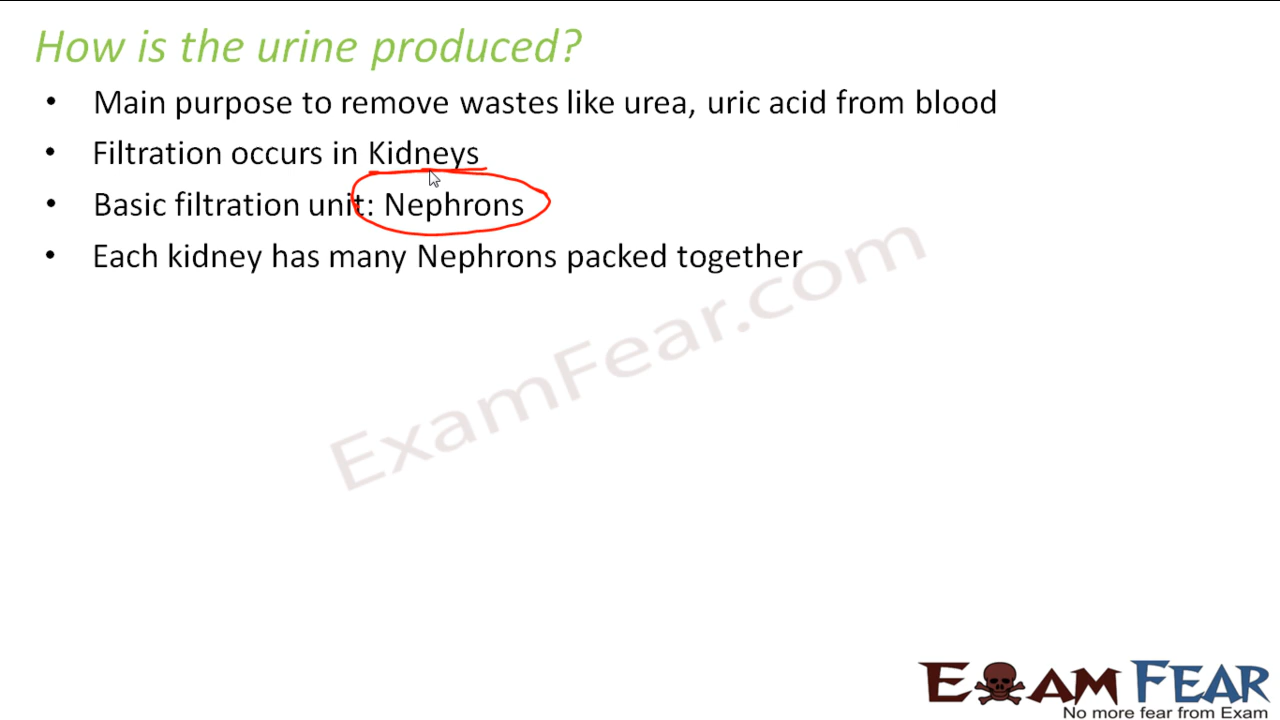 How is the urine produced?
• Main purpose to remove wastes like urea, uric acid from blood
• Filtration occurs in Kidneys
• Basic filtration unit: Nephrons
• Each kidney has many Nephrons packed together
ExamFear.com
EXAM FEAR
No more fear from Exam